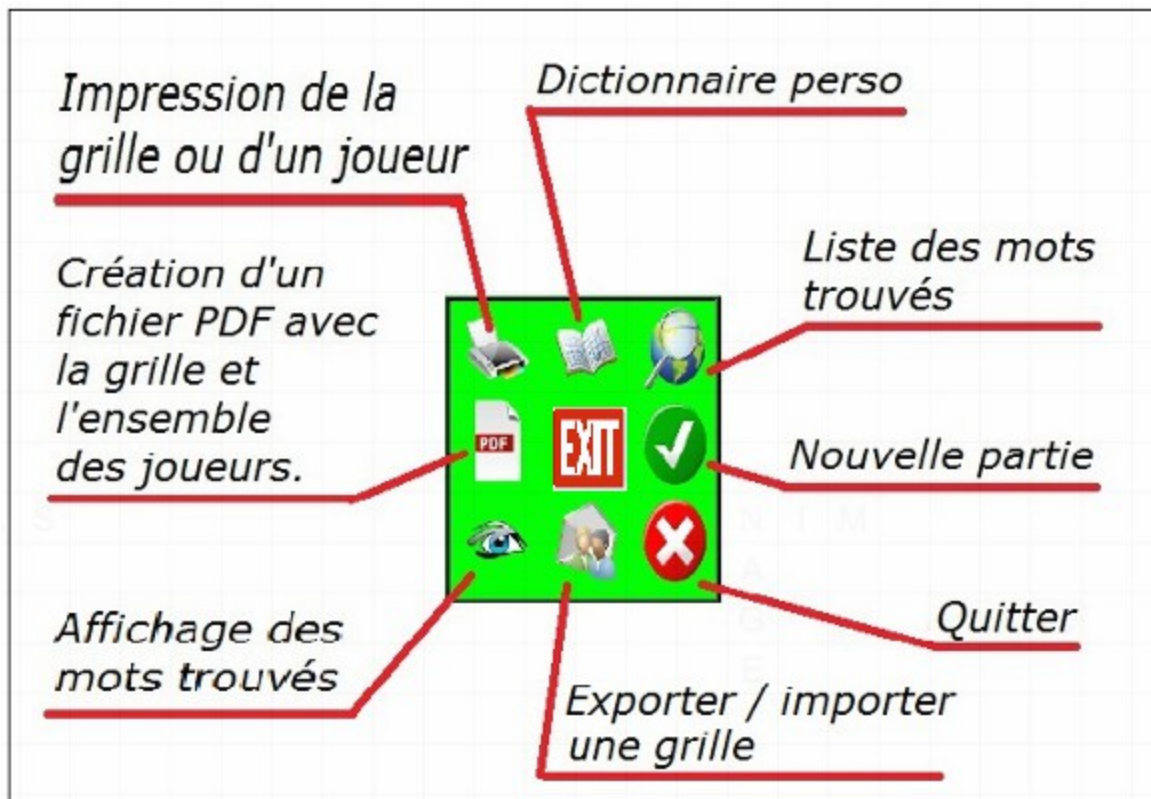 Impression de la
grille ou d'un joueur
Dictionnaire perso
Création d'un
fichier PDF avec
la grille et
l'ensemble
des joueurs.
Liste des mots
trouvés
PDF
EXIT
Nouvelle partie
S
N I M
A
G
E
Affichage des
mots trouvés
Quitter
Exporter / importer
une grille